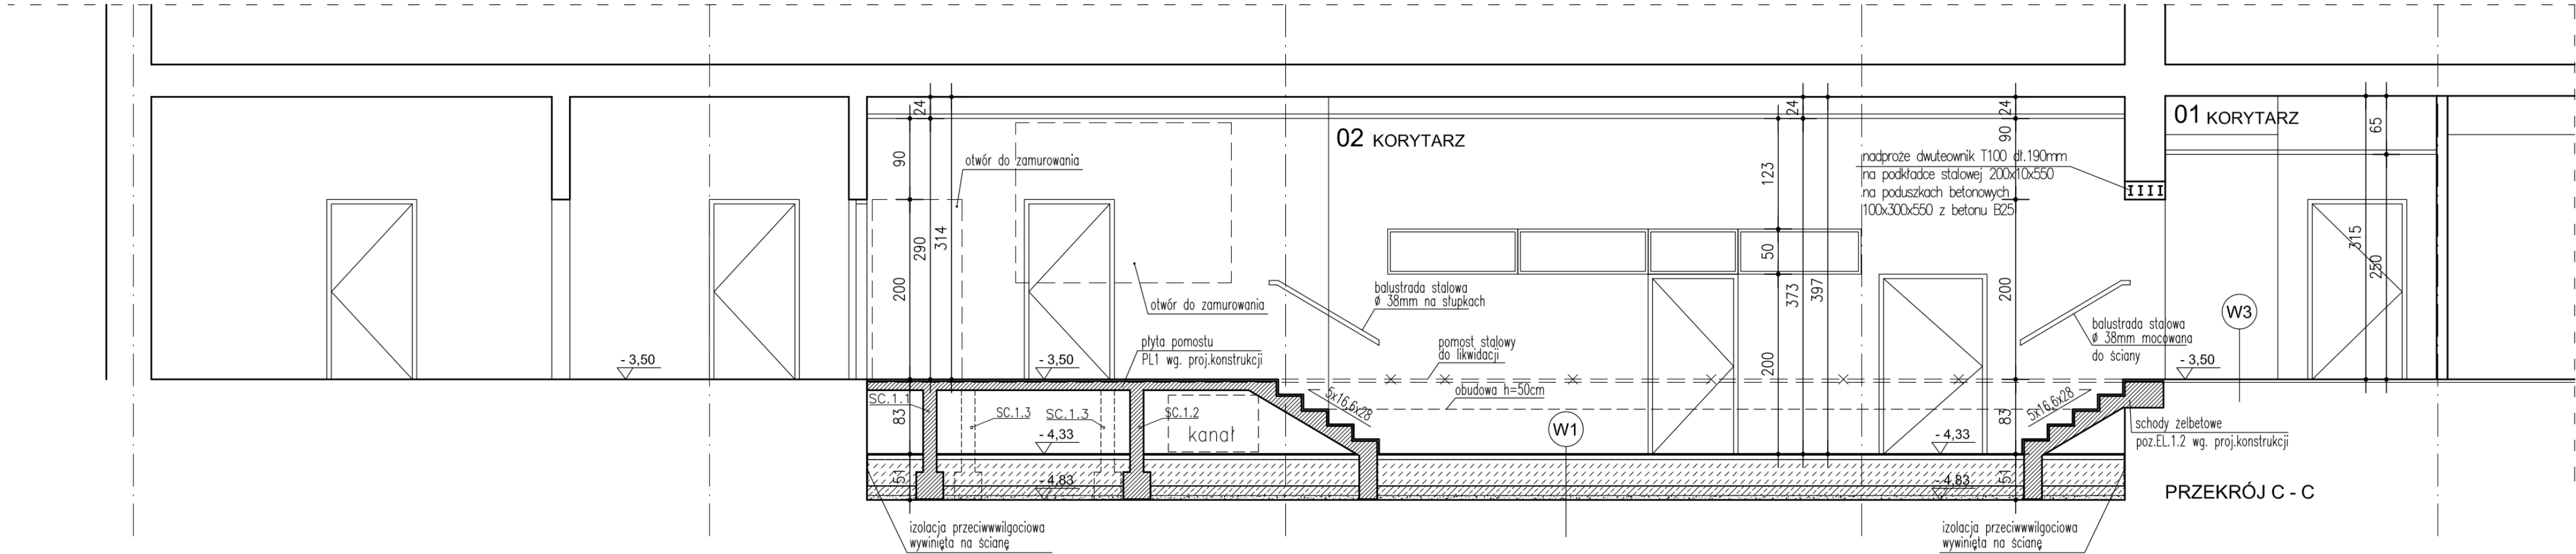 24
90
290
314
200
83
51
otwór do zamurowania
otwór do zamurowania
02 KORYTARZ
24
123
50
373
397
200
24
90
200
83
51
nadproże dwuteownik T100 dł.190mm
na podkładce stalowej 200x10x550
na poduszkach betonowych
100x300x550 z betonu B25
01 KORYTARZ
65
315
250
W3
balustrada stalowa
ø 38mm na słupkach
balustrada stalowa
ø 38mm mocowana
do ściany
płyta pomostu
PL1 wg. proj.konstrukcji
pomost stalowy
do likwidacji
obudowa h=50cm
- 3,50
- 3,50
- 3,50
SC.1.1
SC.1.3
SC.1.3
SC.1.2
kanał
5x16,6x28
5x16,6x28
W1
- 4,33
- 4,33
- 4,83
- 4,83
schody żelbetowe
poz.EL.1.2 wg. proj.konstrukcji
PRZEKRÓJ C - C
izolacja przeciwwwilgociowa
wywinięta na ścianę
izolacja przeciwwwilgociowa
wywinięta na ścianę